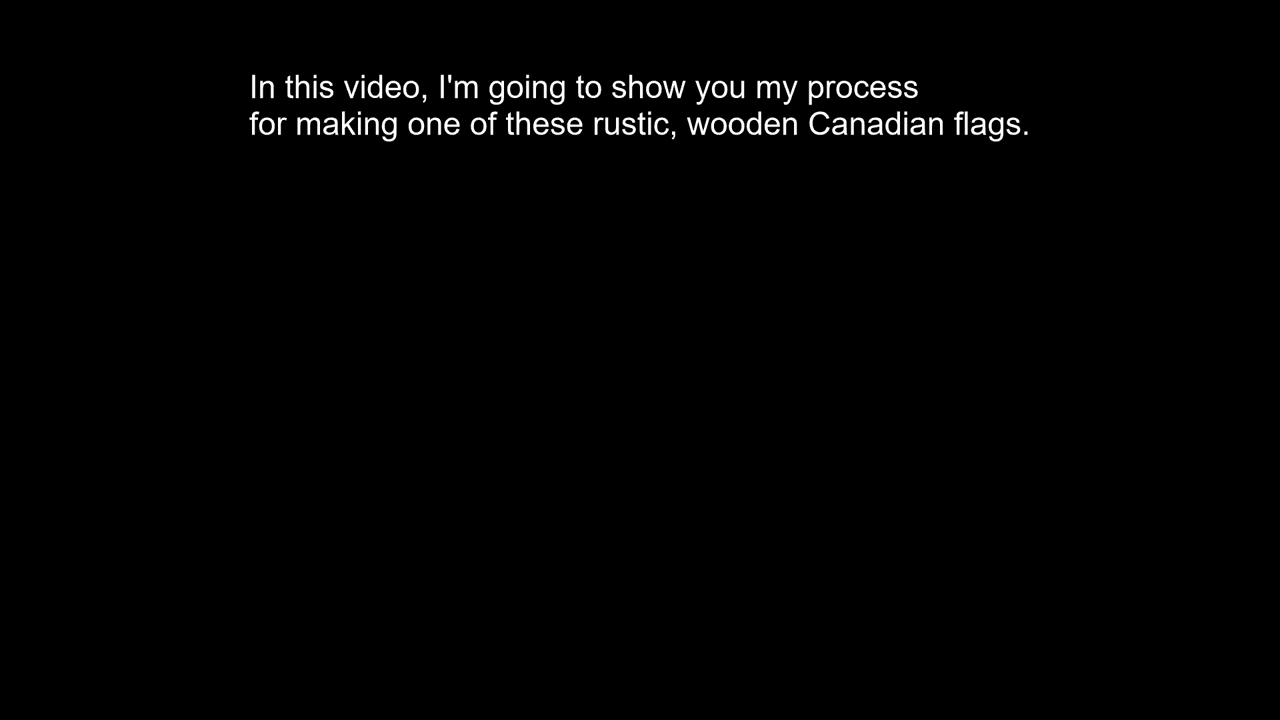 In this video, I'm going to show you my process
for making one of these rustic, wooden Canadian flags.